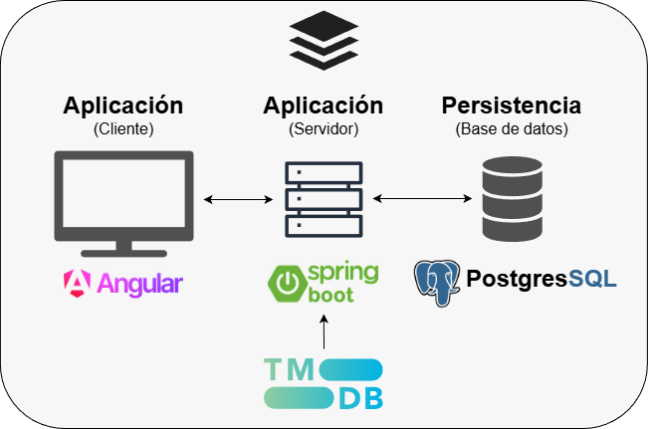 Aplicación
(Cliente)
Aplicación
(Servidor)
Persistencia
(Base de datos)
Angular
spring
boot
PostgresSQL
TM
DB